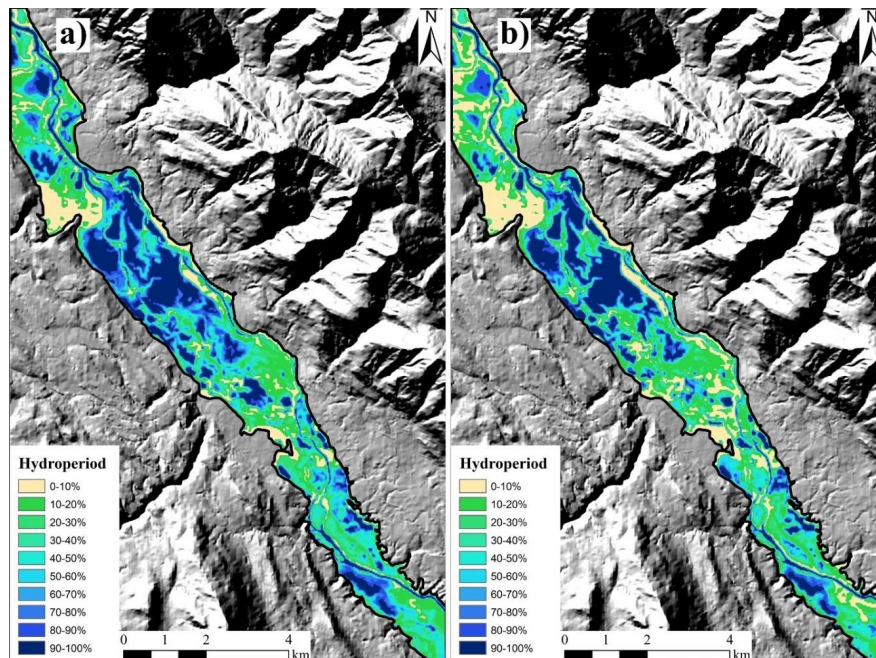 a)
N
Hydroperiod
0-10%
10-20%
20-30%
30-40%
40-50%
50-60%
60-70%
70-80%
80-90%
90-100%
0 1 2 4
km
b)
N
Hydroperiod
0-10%
10-20%
20-30%
30-40%
40-50%
50-60%
60-70%
70-80%
80-90%
90-100%
0 1 2 4
km